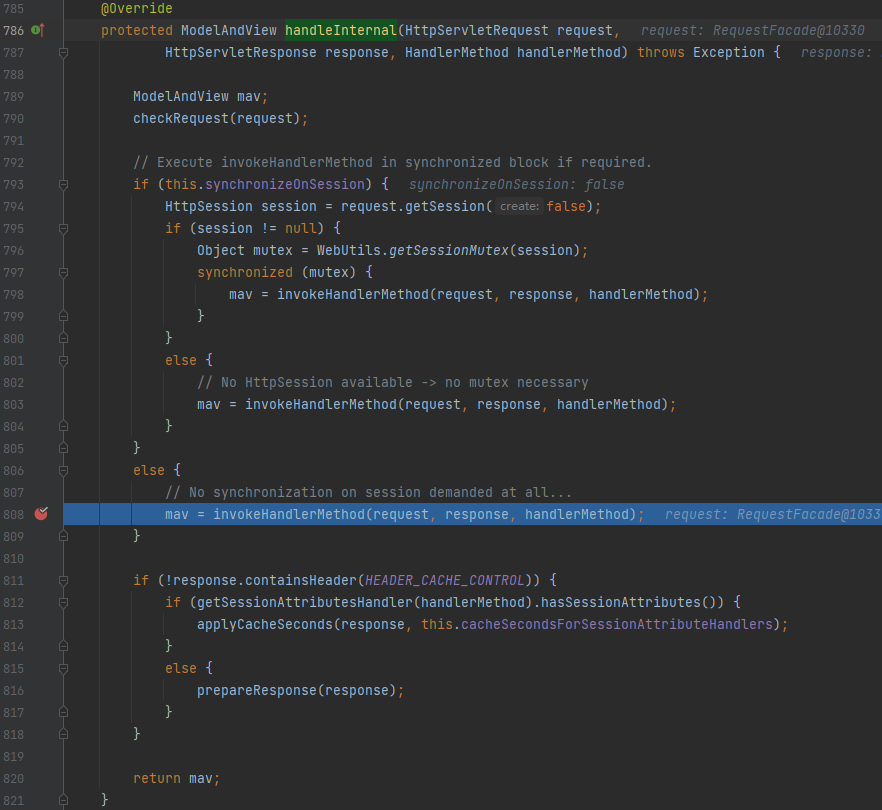 785 @Override
786 protected ModelAndView handleInternal(HttpServletRequest request, request: RequestFacade@10330
787 HttpServletResponse response, HandlerMethod handlerMethod) throws Exception { response:
788
789 ModelAndView mav;
790 checkRequest(request);
791
792 // Execute invokeHandlerMethod in synchronized block if required.
793 if (this.synchronizeOnSession) { synchronizeOnSession: false
794 HttpSession session = request.getSession( create: false);
795 if (session != null) {
796 Object mutex = WebUtils.getSessionMutex(session);
797 synchronized (mutex) {
798 mav = invokeHandlerMethod(request, response, handlerMethod);
799 }
800 }
801 else {
802 // No HttpSession available -> no mutex necessary
803 mav = invokeHandlerMethod(request, response, handlerMethod);
804 }
805 }
806 else {
807 // No synchronization on session demanded at all...
808 mav = invokeHandlerMethod(request, response, handlerMethod); request: RequestFacade@1033
809 }
810
811 if (!response.containsHeader(HEADER_CACHE_CONTROL)) {
812 if (getSessionAttributesHandler(handlerMethod).hasSessionAttributes()) {
813 applyCacheSeconds(response, this.cacheSecondsForSessionAttributeHandlers);
814 }
815 else {
816 prepareResponse(response);
817 }
818 }
819
820 return mav;
821 }